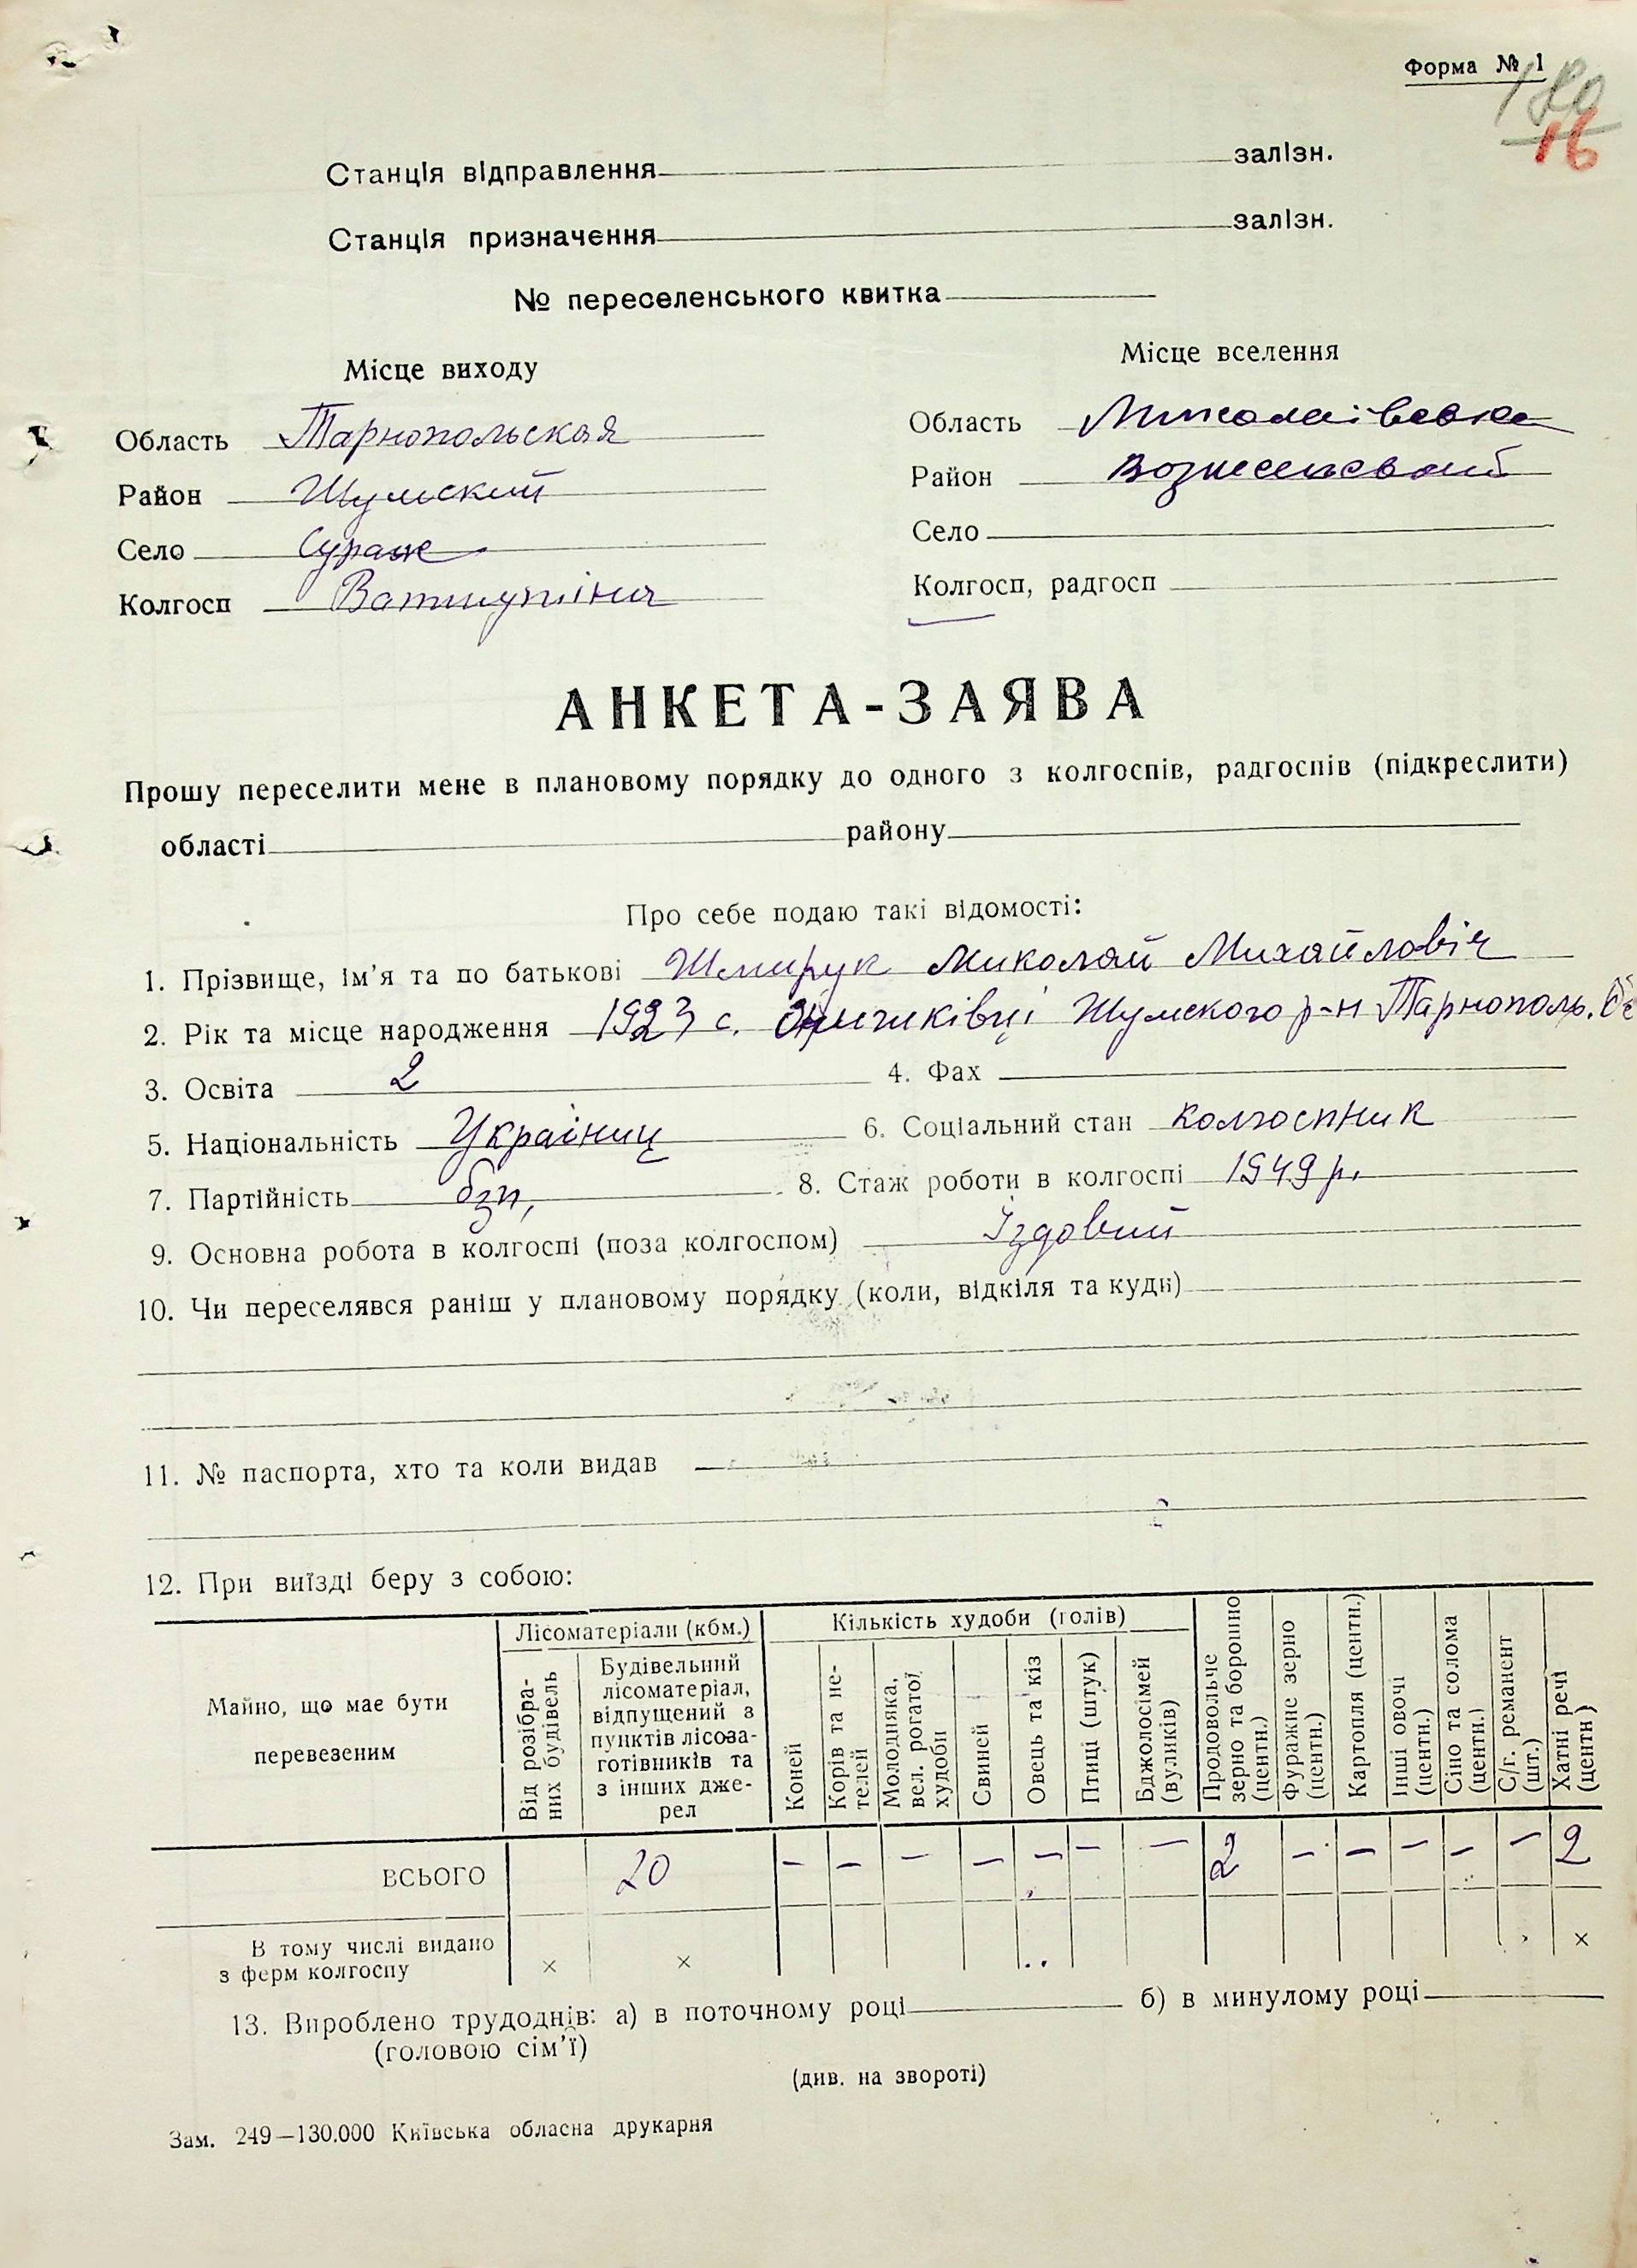 Форма № 1
180
16
Станція відправлення залізн.
Станція призначення залізн.
№ переселенського квитка
Місце виходу
Місце вселення
Область Тарнопольская
Область Миколаівська
Район Шумский
Район Вознесенський
Село Сураж
Село
Колгосп Ватутіна
Колгосп, радгосп
АНКЕТА-ЗАЯВА
Прошу переселити мене в плановому порядку до одного з колгоспів, радгоспів (підкреслити)
області району
Про себе подаю такі відомості:
1. Прізвище, ім'я та по батькові Шмирук Миколай Михайловіч
2. Рік та місце народження 1923 с. Шумского р-н Тарнополь.
3. Освіта 2 4. Фах
5. Національність Украінец 6. Соціальний стан колгоспник
7. Партійність бзп, 8. Стаж роботи в колгоспі 1949 р.
9. Основна робота в колгоспі (поза колгоспом) Їздовий
10. Чи переселявся раніш у плановому порядку (коли, відкіля та куди)
11. № паспорта, хто та коли видав
12. При виїзді беру з собою:
Майно, що має бути перевезеним
Лісоматеріали (кбм.)
Від розібраних будівель
Будівельний лісоматеріал, відпущений з пунктів лісозаготівників та з інших джерел
Кількість худоби (голів)
Коней
Корів та нетелей
Молодняка, вел. рогатої худоби
Свиней
Овець та кіз
Птиці (штук)
Бджолосімей (вуликів)
Продовольче зерно та борошно (центн.)
Фуражне зерно (центн.)
Картопля (центн.)
Інші овочі (центн.)
Сіно та солома (центн.)
С/г. реманент (шт.)
Хатні речі (центн)
ВСЬОГО 20 — — — — — — — 2 — — — — — 2
В тому числі видано з ферм колгоспу × × ×
13. Вироблено трудоднів: а) в поточному році б) в минулому році
(головою сім'ї)
(див. на звороті)
Зам. 249—130.000 Київська обласна друкарня